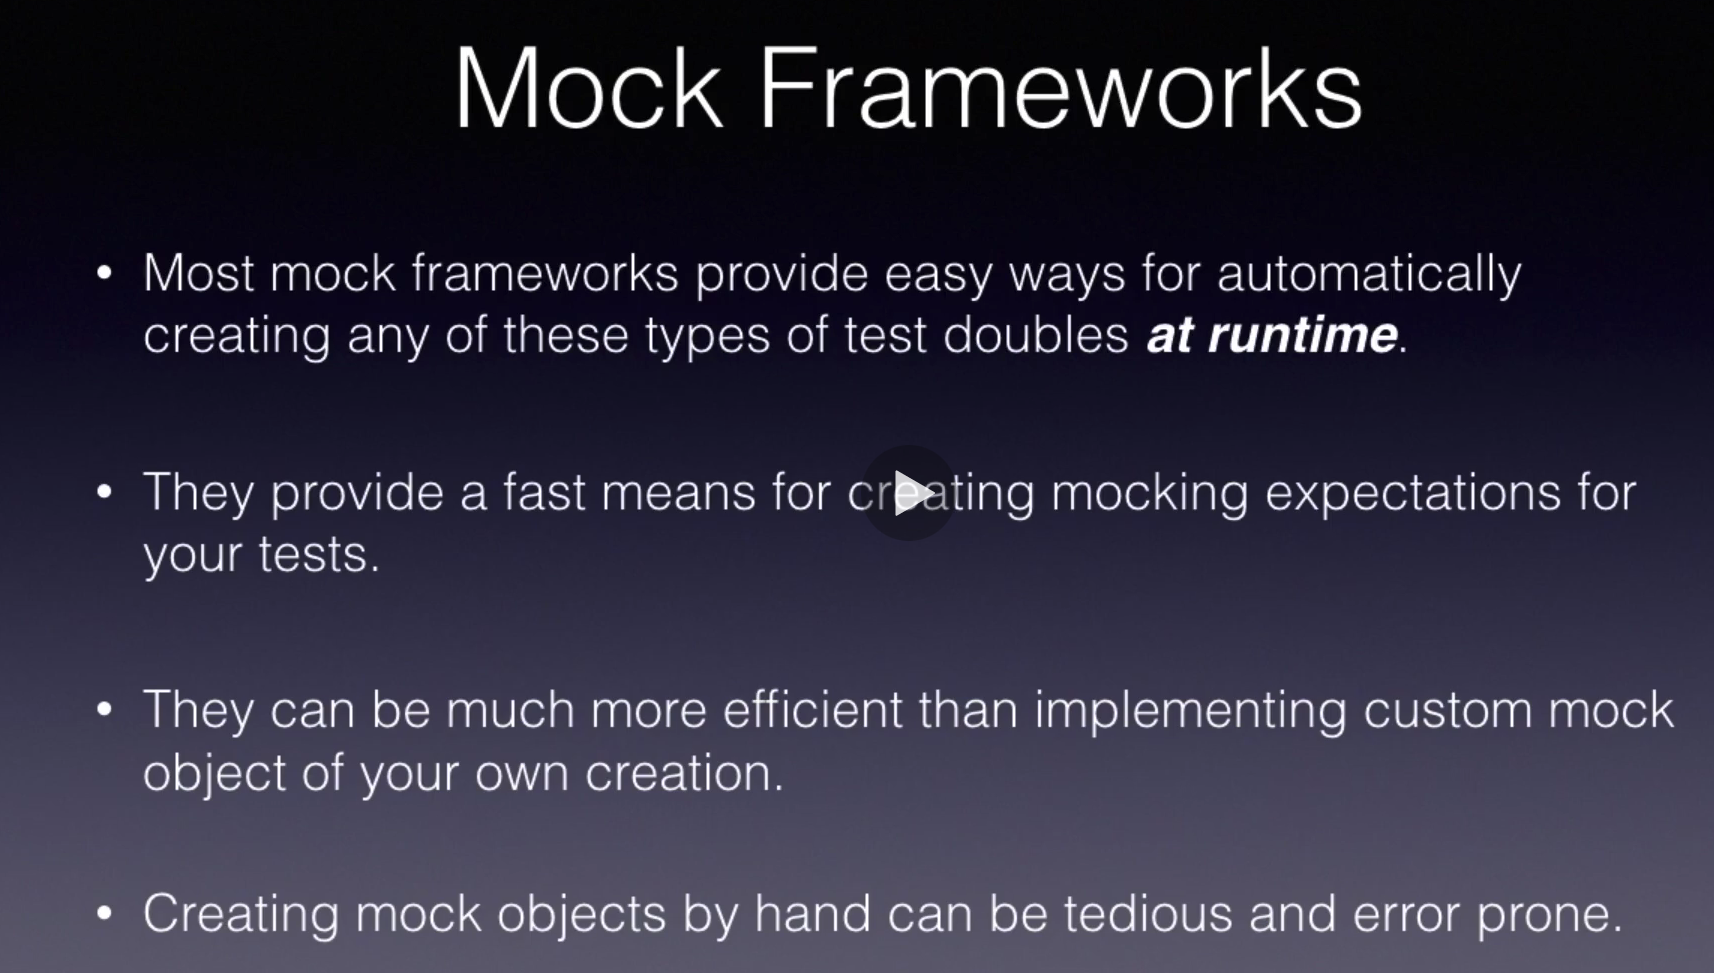 Mock Frameworks
• Most mock frameworks provide easy ways for automatically
creating any of these types of test doubles at runtime.
• They provide a fast means for creating mocking expectations for
your tests.
• They can be much more efficient than implementing custom mock
object of your own creation.
• Creating mock objects by hand can be tedious and error prone.